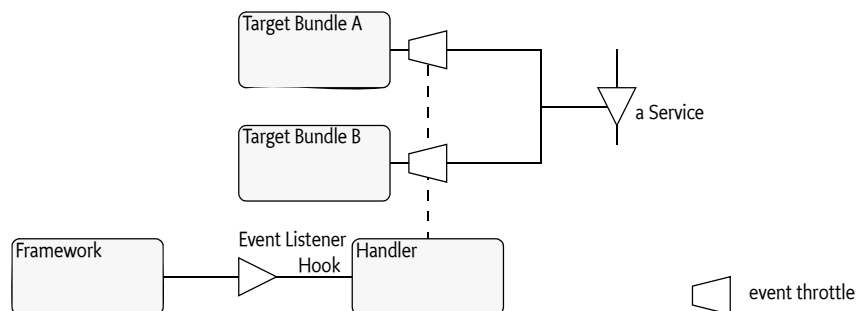 Target Bundle A
a Service
Target Bundle B
Framework
Event Listener
Hook
Handler
event throttle